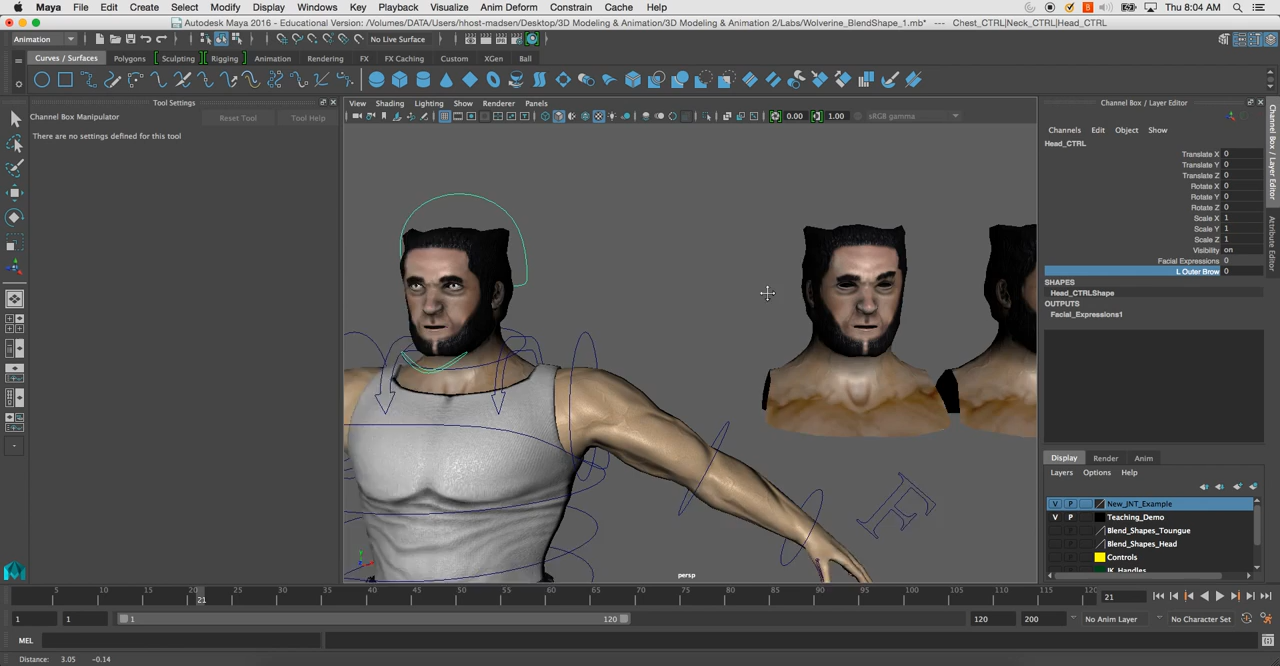 Maya File Edit Create Select Modify Display Windows Key Playback Visualize Anim Deform Constrain Cache Help Thu 8:04 AM
Autodesk Maya 2016 - Educational Version: /Volumes/DATA/Users/hhost-madsen/Desktop/3D Modeling & Animation/3D Modeling & Animation 2/Labs/Wolverine_BlendShape_1.mb* --- Chest_CTRL|Neck_CTRL|Head_CTRL
Animation No Live Surface
Curves / Surfaces Polygons Sculpting Rigging Animation Rendering FX FX Caching Custom XGen Ball
Tool Settings
Channel Box Manipulator Reset Tool Tool Help
There are no settings defined for this tool
View Shading Lighting Show Renderer Panels
0.00 1.00 sRGB gamma
Channel Box / Layer Editor
Channels Edit Object Show
Head_CTRL
Translate X 0
Translate Y 0
Translate Z 0
Rotate X 0
Rotate Y 0
Rotate Z 0
Scale X 1
Scale Y 1
Scale Z 1
Visibility on
Facial Expressions 0
L Outer Brow 0
SHAPES
Head_CTRLShape
OUTPUTS
Facial_Expressions1
Channel Box / Layer Editor
Attribute Editor
E
persp
Display Render Anim
Layers Options Help
V P New_JNT_Example
V P Teaching_Demo
Blend_Shapes_Toungue
Blend_Shapes_Head
Controls
IK_Handles
5 10 15 20 25 30 35 40 45 50 55 60 65 70 75 80 85 90 95 100 105 110 115 120
21 21
1 1 1 120 120 200 No Anim Layer No Character Set
MEL
Distance: 3.05 -0.14